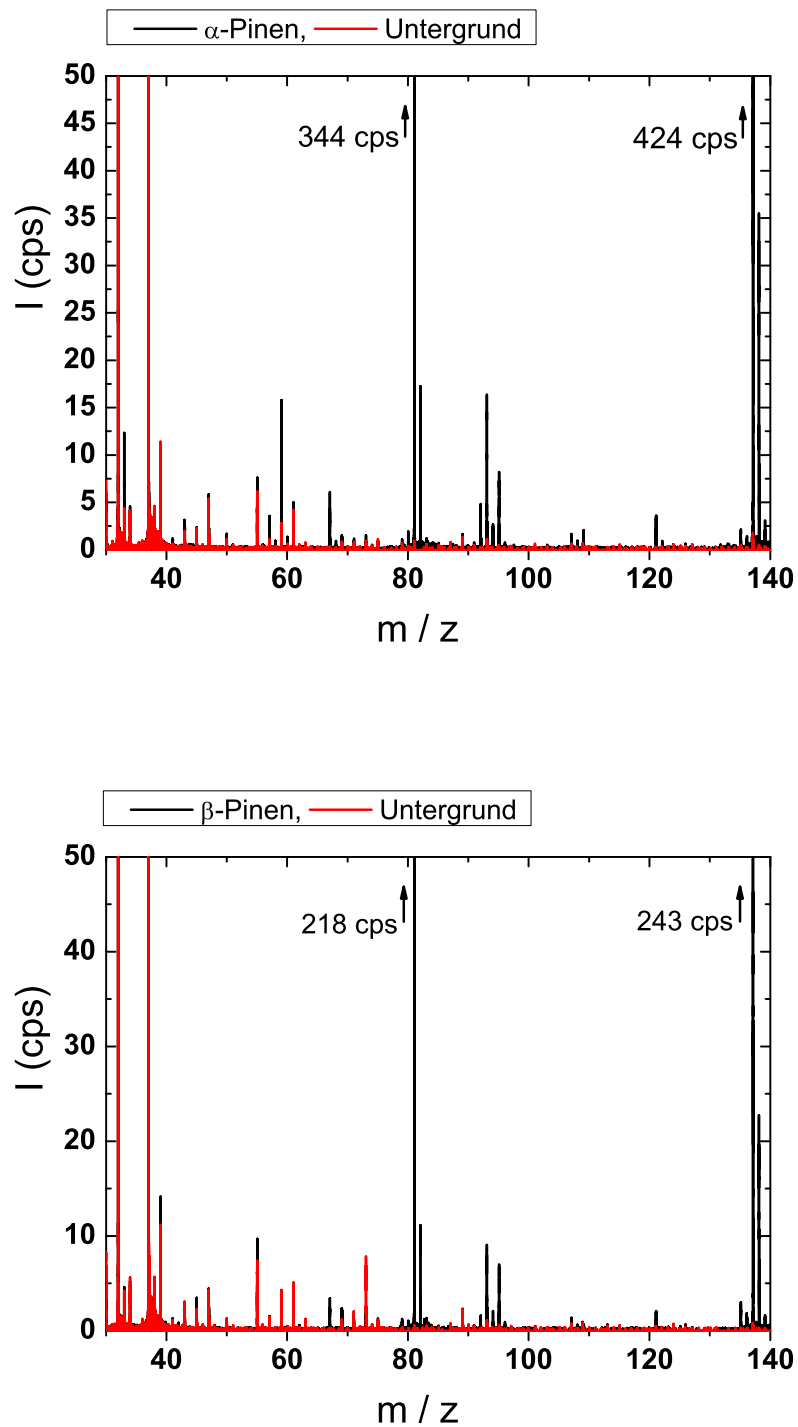 α-Pinen, Untergrund
50
45
40
35
30
25
20
15
10
5
0
344 cps
424 cps
I (cps)
40 60 80 100 120 140
m / z
β-Pinen, Untergrund
50
40
30
20
10
0
218 cps
243 cps
I (cps)
40 60 80 100 120 140
m / z